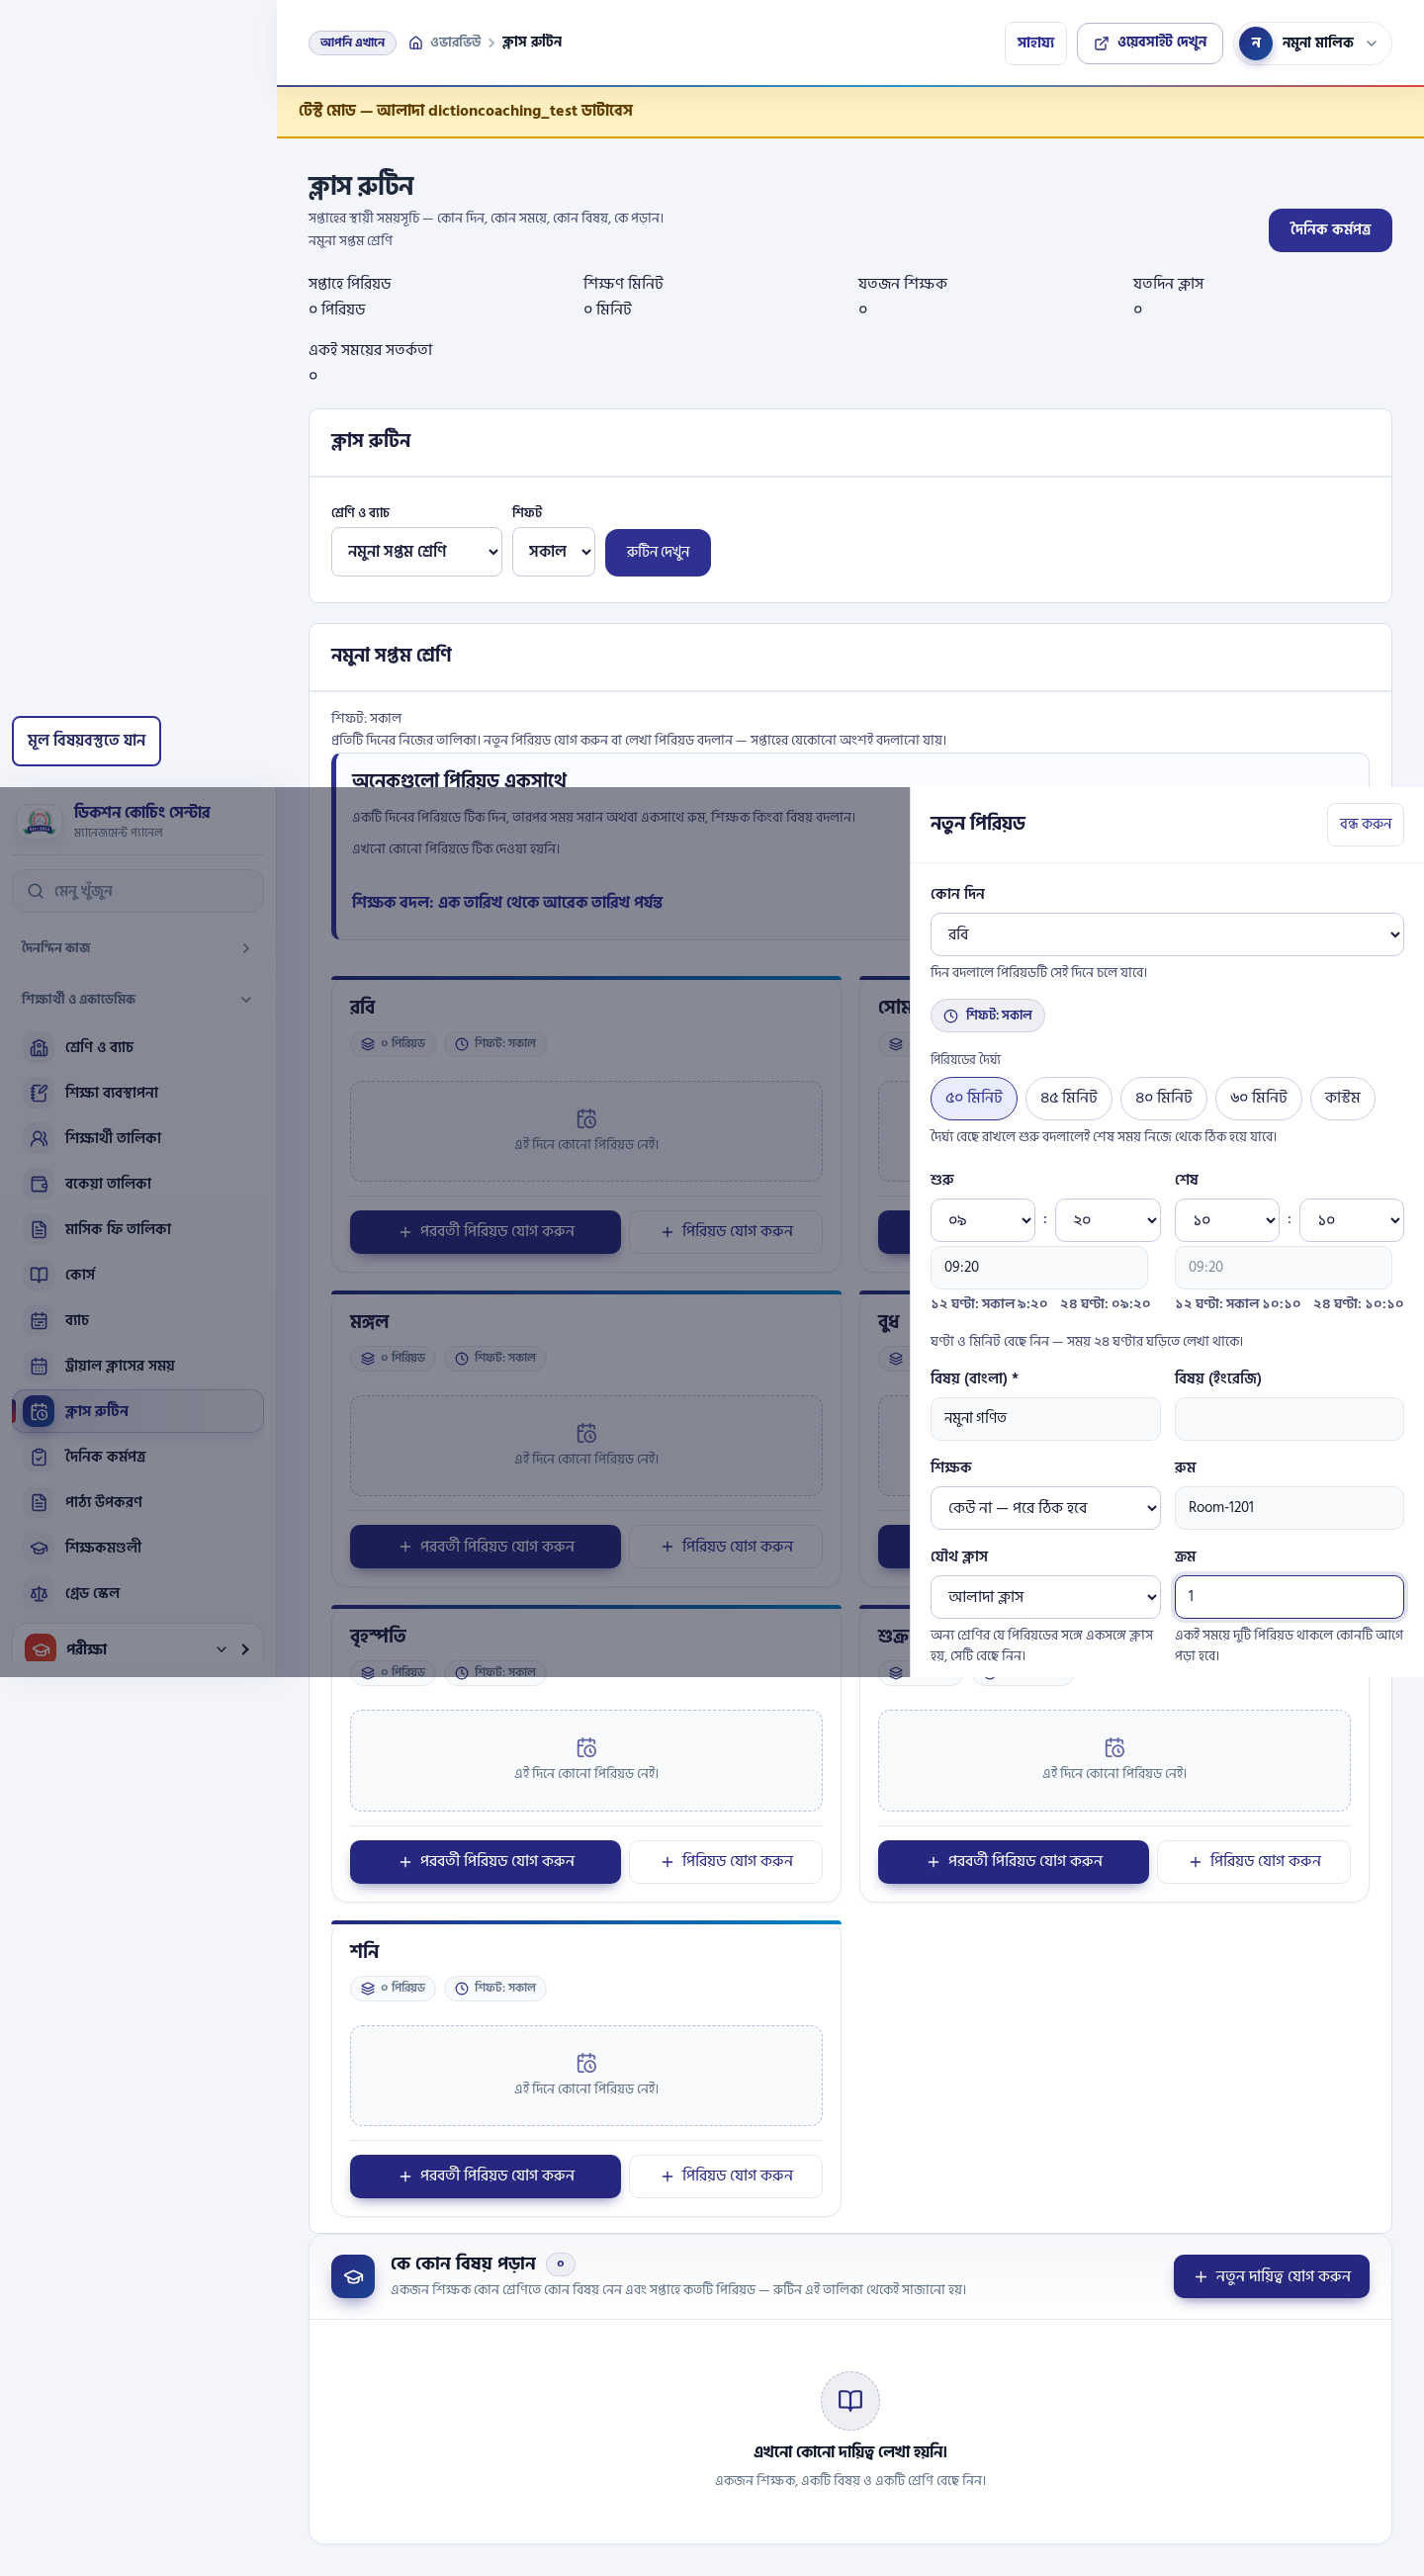 আপনি এখানে
ওভারভিউ
ক্লাস রুটিন
সাহায্য
ওয়েবসাইট দেখুন
ন
নমুনা মালিক
টেস্ট মোড — আলাদা dictioncoaching_test ডাটাবেস
ক্লাস রুটিন
সপ্তাহের স্থায়ী সময়সূচি — কোন দিন, কোন সময়ে, কোন বিষয়, কে পড়ান।
নমুনা সপ্তম শ্রেণি
দৈনিক কর্মপত্র
সপ্তাহে পিরিয়ড
০ পিরিয়ড
শিক্ষণ মিনিট
০ মিনিট
যতজন শিক্ষক
০
যতদিন ক্লাস
০
একই সময়ের সতর্কতা
০
ক্লাস রুটিন
শ্রেণি ও ব্যাচ
নমুনা সপ্তম শ্রেণি
শিফট
সকাল
রুটিন দেখুন
নমুনা সপ্তম শ্রেণি
শিফট: সকাল
প্রতিটি দিনের নিজের তালিকা। নতুন পিরিয়ড যোগ করুন বা লেখা পিরিয়ড বদলান — সপ্তাহের যেকোনো অংশই বদলানো যায়।
মূল বিষয়বস্তুতে যান
অনেকগুলো পিরিয়ড একসাথে
একটি দিনের পিরিয়ডে টিক দিন, তারপর সময় সরান অথবা একসাথে রুম, শিক্ষক কিংবা বিষয় বদলান।
এখনো কোনো পিরিয়ডে টিক দেওয়া হয়নি।
শিক্ষক বদল: এক তারিখ থেকে আরেক তারিখ পর্যন্ত
ডিকশন কোচিং সেন্টার
ম্যানেজমেন্ট প্যানেল
মেনু খুঁজুন
দৈনন্দিন কাজ
শিক্ষার্থী ও একাডেমিক
শ্রেণি ও ব্যাচ
শিক্ষা ব্যবস্থাপনা
শিক্ষার্থী তালিকা
বকেয়া তালিকা
মাসিক ফি তালিকা
কোর্স
ব্যাচ
ট্রায়াল ক্লাসের সময়
ক্লাস রুটিন
দৈনিক কর্মপত্র
পাঠ্য উপকরণ
শিক্ষকমণ্ডলী
গ্রেড স্কেল
পরীক্ষা
রবি
০ পিরিয়ড
শিফট: সকাল
এই দিনে কোনো পিরিয়ড নেই।
পরবর্তী পিরিয়ড যোগ করুন
পিরিয়ড যোগ করুন
সোম
মঙ্গল
০ পিরিয়ড
শিফট: সকাল
এই দিনে কোনো পিরিয়ড নেই।
পরবর্তী পিরিয়ড যোগ করুন
পিরিয়ড যোগ করুন
বুধ
নতুন পিরিয়ড
বন্ধ করুন
কোন দিন
রবি
দিন বদলালে পিরিয়ডটি সেই দিনে চলে যাবে।
শিফট: সকাল
পিরিয়ডের দৈর্ঘ্য
৫০ মিনিট
৪৫ মিনিট
৪০ মিনিট
৬০ মিনিট
কাস্টম
দৈর্ঘ্য বেছে রাখলে শুরু বদলালেই শেষ সময় নিজে থেকে ঠিক হয়ে যাবে।
শুরু
০৯ : ২০
09:20
১২ ঘণ্টা: সকাল ৯:২০ ২৪ ঘণ্টা: ০৯:২০
শেষ
১০ : ১০
09:20
১২ ঘণ্টা: সকাল ১০:১০ ২৪ ঘণ্টা: ১০:১০
ঘণ্টা ও মিনিট বেছে নিন — সময় ২৪ ঘণ্টার ঘড়িতে লেখা থাকে।
বিষয় (বাংলা) *
নমুনা গণিত
বিষয় (ইংরেজি)
শিক্ষক
কেউ না — পরে ঠিক হবে
রুম
Room-1201
যৌথ ক্লাস
আলাদা ক্লাস
অন্য শ্রেণির যে পিরিয়ডের সঙ্গে একসঙ্গে ক্লাস
হয়, সেটি বেছে নিন।
ক্রম
1
একই সময়ে দুটি পিরিয়ড থাকলে কোনটি আগে
পড়া হবে।
বৃহস্পতি
০ পিরিয়ড
শিফট: সকাল
এই দিনে কোনো পিরিয়ড নেই।
পরবর্তী পিরিয়ড যোগ করুন
পিরিয়ড যোগ করুন
শুক্র
এই দিনে কোনো পিরিয়ড নেই।
পরবর্তী পিরিয়ড যোগ করুন
পিরিয়ড যোগ করুন
শনি
০ পিরিয়ড
শিফট: সকাল
এই দিনে কোনো পিরিয়ড নেই।
পরবর্তী পিরিয়ড যোগ করুন
পিরিয়ড যোগ করুন
কে কোন বিষয় পড়ান
০
একজন শিক্ষক কোন শ্রেণিতে কোন বিষয় নেন এবং সপ্তাহে কতটি পিরিয়ড — রুটিন এই তালিকা থেকেই সাজানো হয়।
নতুন দায়িত্ব যোগ করুন
এখনো কোনো দায়িত্ব লেখা হয়নি।
একজন শিক্ষক, একটি বিষয় ও একটি শ্রেণি বেছে নিন।